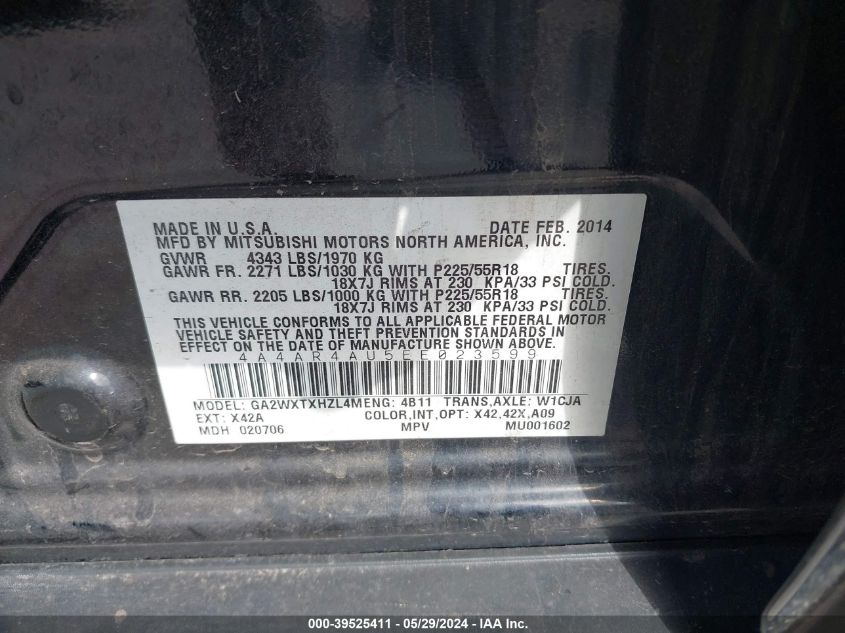 MADE IN U.S.A. DATE FEB. 2014
MFD BY MITSUBISHI MOTORS NORTH AMERICA, INC.
GVWR 4343 LBS/1970 KG
GAWR FR. 2271 LBS/1030 KG WITH P225/55R18 TIRES.
18X7J RIMS AT 230 KPA/33 PSI COLD.
GAWR RR. 2205 LBS/1000 KG WITH P225/55R18 TIRES.
18X7J RIMS AT 230 KPA/33 PSI COLD.
THIS VEHICLE CONFORMS TO ALL APPLICABLE FEDERAL MOTOR
VEHICLE SAFETY AND THEFT PREVENTION STANDARDS IN
EFFECT ON THE DATE OF MANUFACTURE SHOWN ABOVE.
4A4AR4AU5EE023599
MODEL: GA2WXTXHZL4MENG: 4B11 TRANS,AXLE: W1CJA
EXT: X42A COLOR,INT,OPT: X42,42X,A09
MDH 020706 MPV MU001602
000-39525411 - 05/29/2024 - IAA Inc.